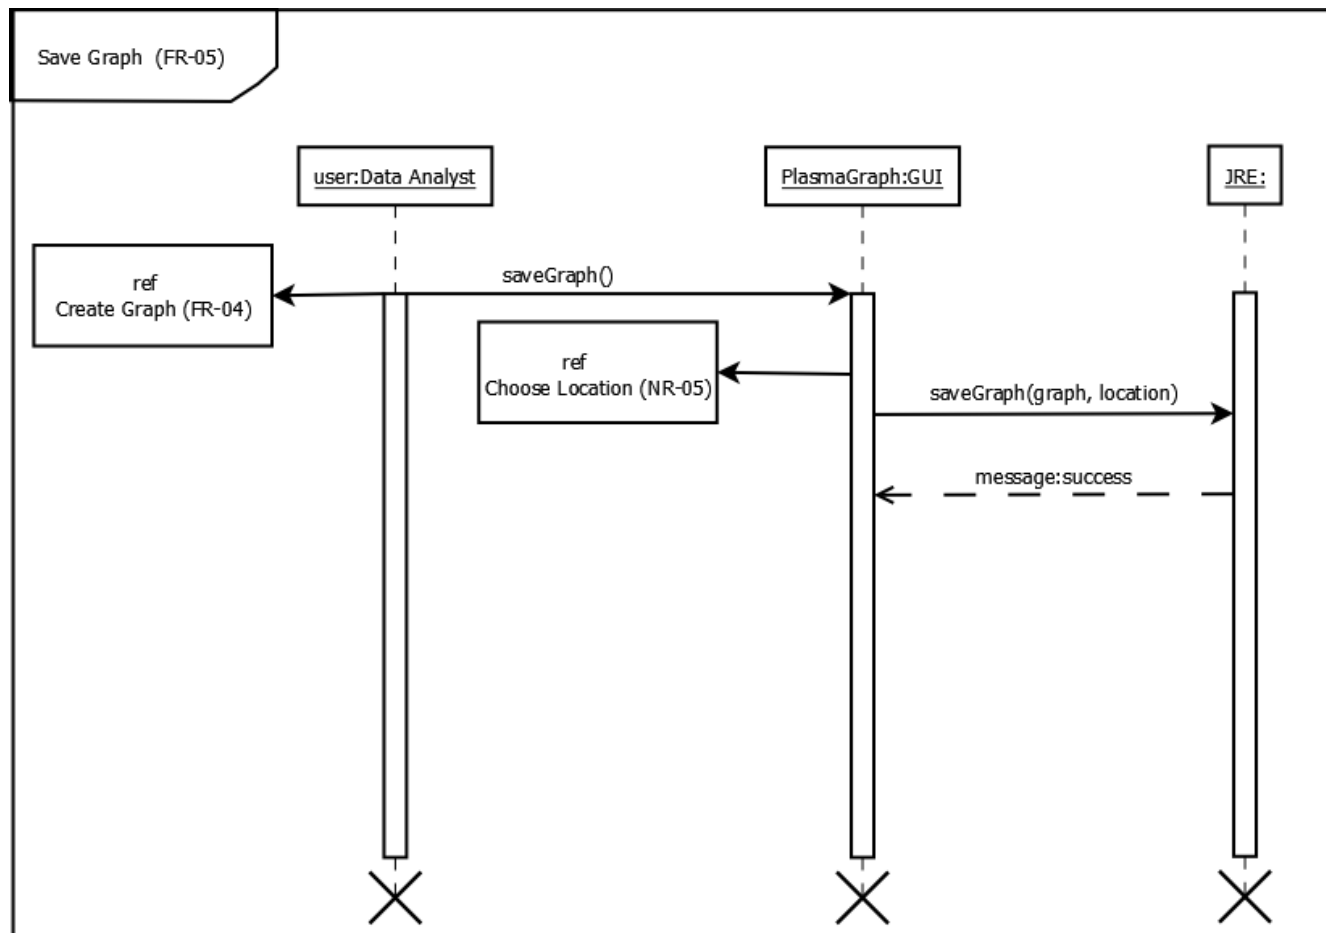 Save Graph (FR-05)
user:Data Analyst
PlasmaGraph:GUI
JRE:
ref
Create Graph (FR-04)
saveGraph()
ref
Choose Location (NR-05)
saveGraph(graph, location)
message:success